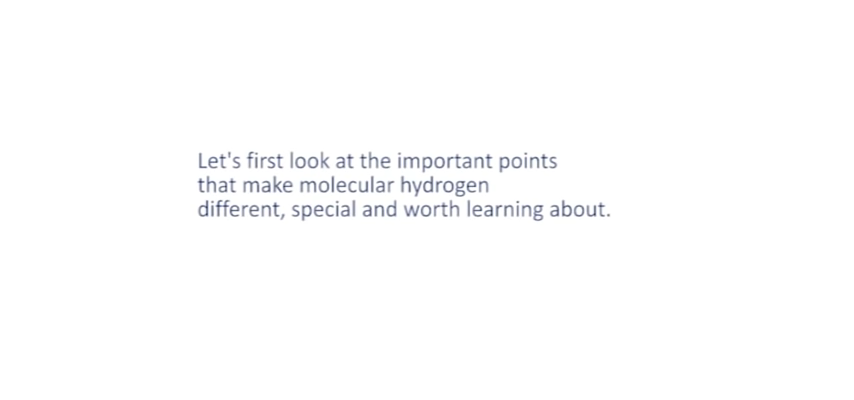 Let's first look at the important points
that make molecular hydrogen
different, special and worth learning about.